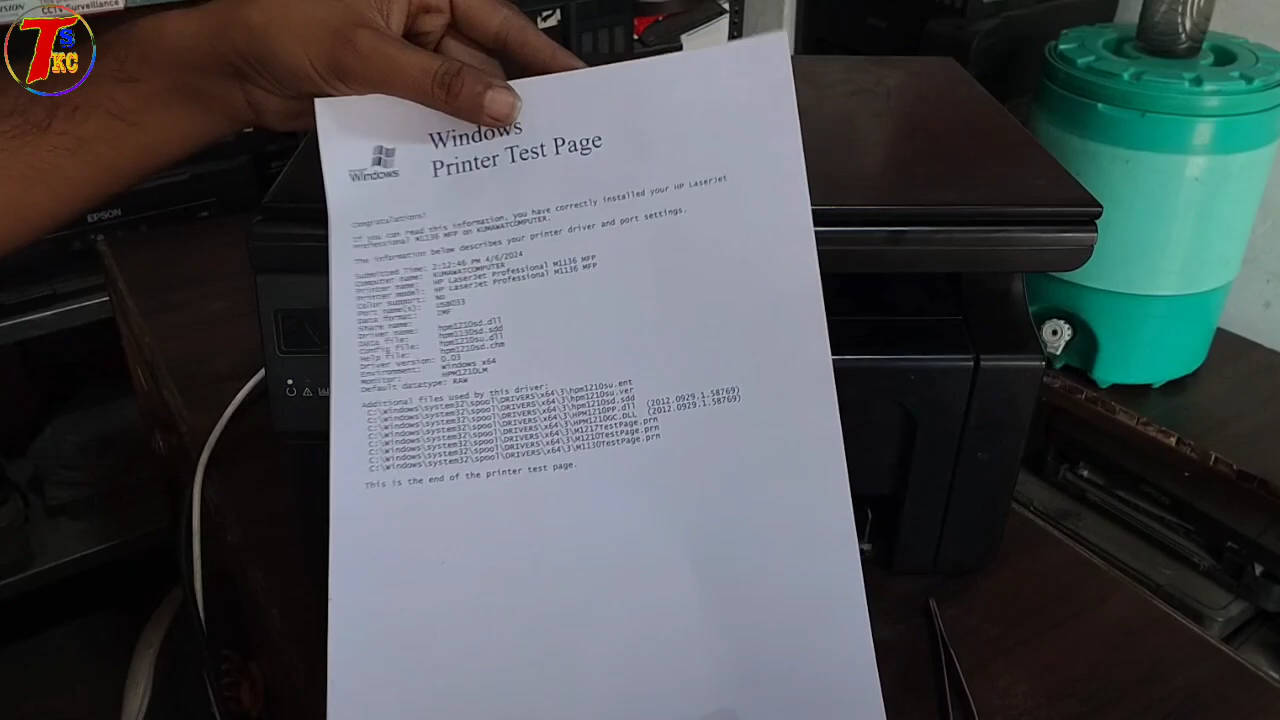 VISION
CCTV Surveillance
TS
KC
EPSON
Windows
Printer Test Page
Windows
Congratulations!
If you can read this information, you have correctly installed your HP LaserJet
Professional M1136 MFP on KUMAWATCOMPUTER.
The information below describes your printer driver and port settings.
Submitted Time: 2:12:46 PM 4/6/2024
Computer name: KUMAWATCOMPUTER
Printer name: HP LaserJet Professional M1136 MFP
Printer model: HP LaserJet Professional M1136 MFP
Color support: No
Port name(s): USB033
Data format: IMF
Share name:
Driver name: hpm1210sd.dll
Data file: hpm1130sd.sdd
Config file: hpm1210su.dll
Help file: hpm1210sd.chm
Driver version: 0.03
Environment: Windows x64
Monitor: HPM1210LM
Default datatype: RAW
Additional files used by this driver:
C:\Windows\system32\spool\DRIVERS\x64\3\hpm1210su.ent
C:\Windows\system32\spool\DRIVERS\x64\3\hpm1210su.ver
C:\Windows\system32\spool\DRIVERS\x64\3\hpm1210sd.sdd
C:\Windows\system32\spool\DRIVERS\x64\3\HPM1210PP.dll (2012.0929.1.58769)
C:\Windows\system32\spool\DRIVERS\x64\3\HPM1210GC.DLL (2012.0929.1.58769)
C:\Windows\system32\spool\DRIVERS\x64\3\M1217TestPage.prn
C:\Windows\system32\spool\DRIVERS\x64\3\M1210TestPage.prn
C:\Windows\system32\spool\DRIVERS\x64\3\M1130TestPage.prn
This is the end of the printer test page.